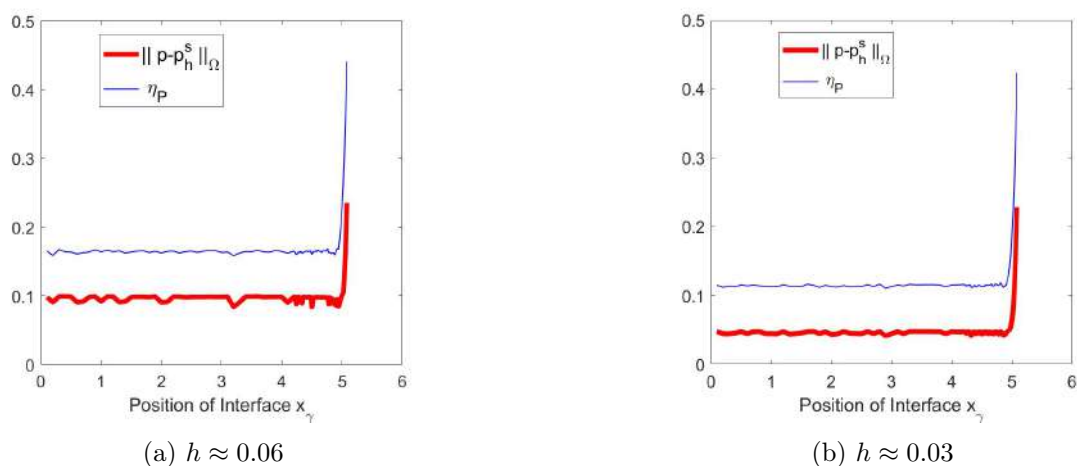 0.5
0.4
0.3
0.2
0.1
0
0 1 2 3 4 5 6
|| p-p_h^s ||_Ω
η_P
Position of Interface x_γ
(a) h ≈ 0.06
0.5
0.4
0.3
0.2
0.1
0
0 1 2 3 4 5 6
|| p-p_h^s ||_Ω
η_P
Position of Interface x_γ
(b) h ≈ 0.03